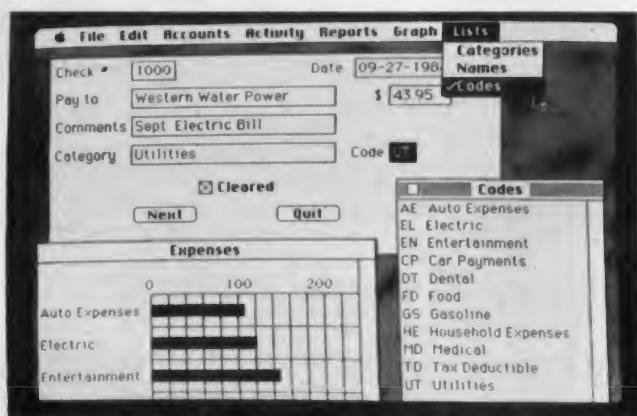 File Edit Accounts Activity Reports Graph Lists
Categories
Names
✓Codes
Check # 1000 Date 09-27-198
Pay to Western Water Power $ 43.95
Comments Sept Electric Bill
Category Utilities Code UT
Cleared
Next Quit
Codes
AE Auto Expenses
EL Electric
EN Entertainment
CP Car Payments
DT Dental
FD Food
GS Gasoline
HE Household Expenses
MD Medical
TD Tax Deductible
UT Utilities
Expenses
0 100 200
Auto Expenses
Electric
Entertainment